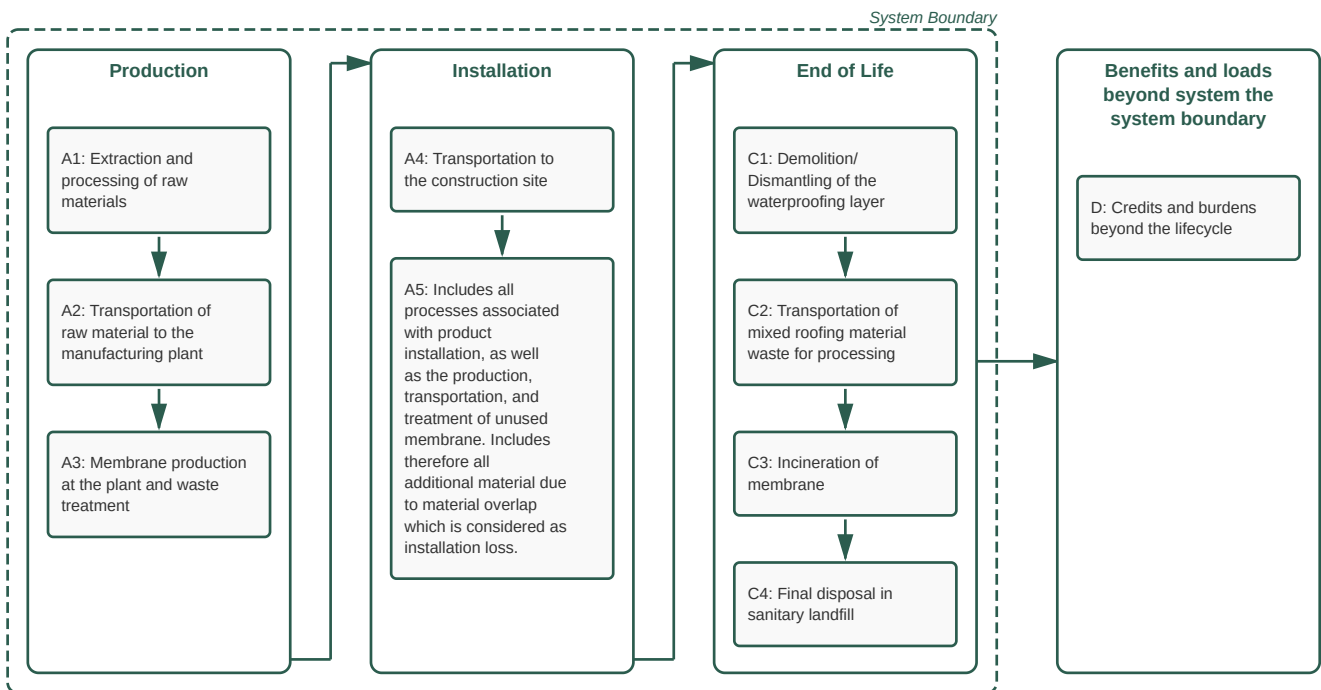 System Boundary
Production
A1: Extraction and
processing of raw
materials
A2: Transportation of
raw material to the
manufacturing plant
A3: Membrane production
at the plant and waste
treatment
Installation
A4: Transportation to
the construction site
A5: Includes all
processes associated
with product
installation, as well
as the production,
transportation, and
treatment of unused
membrane. Includes
therefore all
additional material due
to material overlap
which is considered as
installation loss.
End of Life
C1: Demolition/
Dismantling of the
waterproofing layer
C2: Transportation of
mixed roofing material
waste for processing
C3: Incineration of
membrane
C4: Final disposal in
sanitary landfill
Benefits and loads
beyond system the
system boundary
D: Credits and burdens
beyond the lifecycle